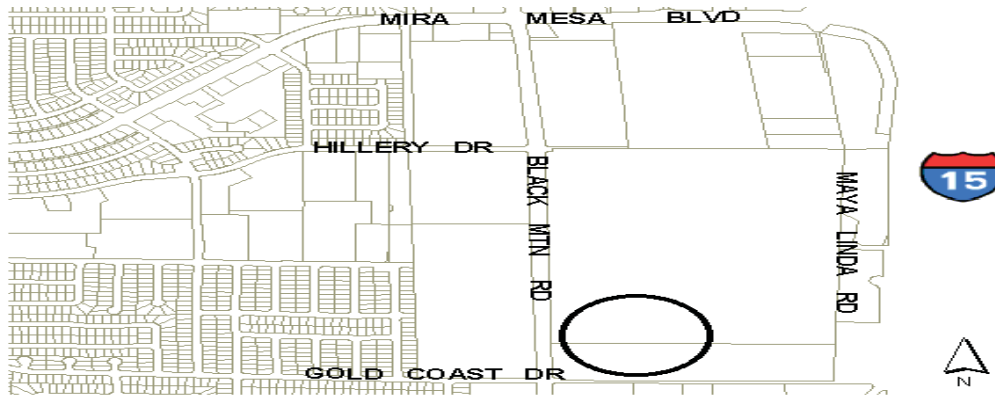 MIRA MESA BLVD
HILLERY DR
BLACK MTN RD
MAYA LINDA RD
15
GOLD COAST DR
N